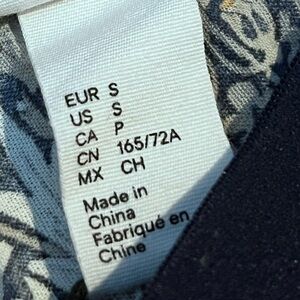 EUR S
US S
CA P
CN 165/72A
MX CH
Made in
China
Fabriqué en
Chine